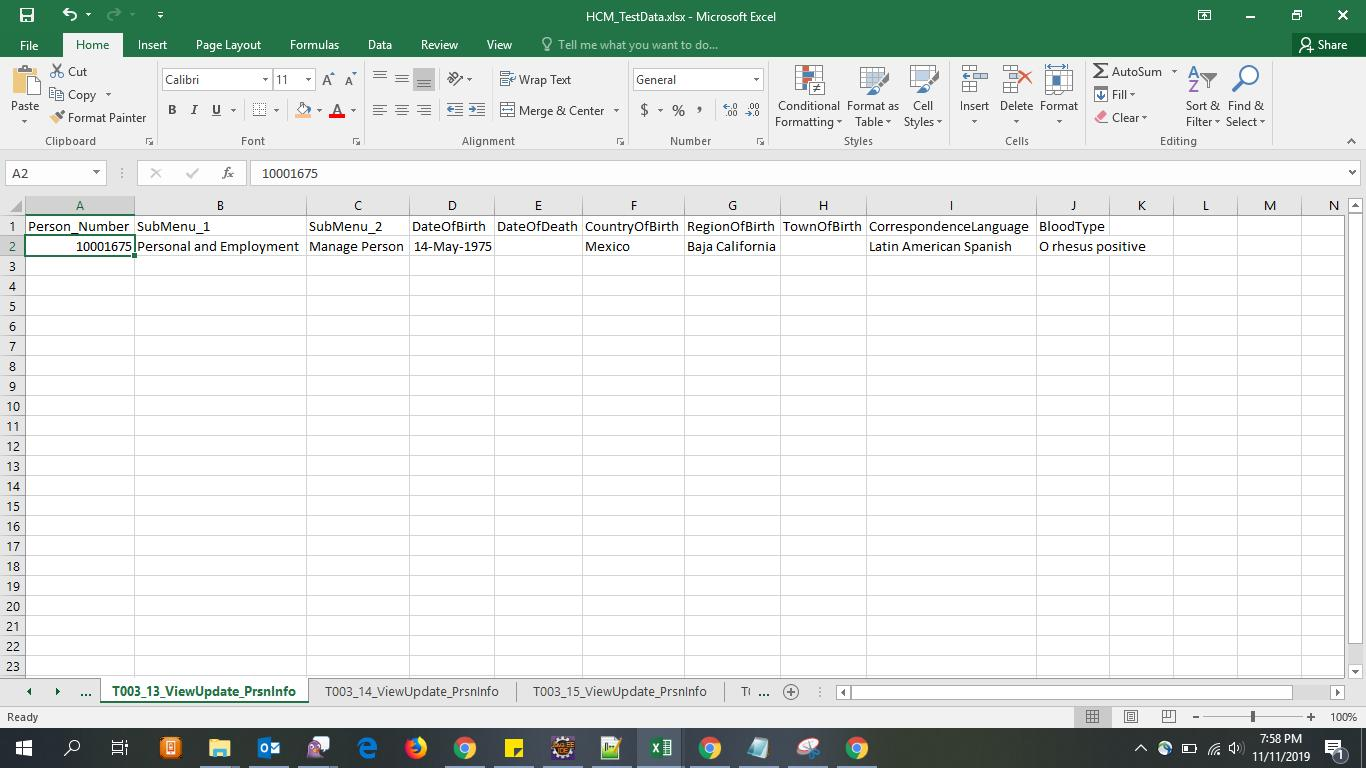 HCM_TestData.xlsx - Microsoft Excel
File Home Insert Page Layout Formulas Data Review View Tell me what you want to do... Share
Paste
Cut
Copy
Format Painter
Clipboard
Calibri 11
B I U A
Font
Wrap Text
Merge & Center
Alignment
General
$ % ,
Number
Conditional Formatting
Format as Table
Cell Styles
Styles
Insert Delete Format
Cells
AutoSum
Fill
Clear
Sort & Filter
Find & Select
Editing
A2 fx 10001675
A B C D E F G H I J K L M N
1 Person_Number SubMenu_1 SubMenu_2 DateOfBirth DateOfDeath CountryOfBirth RegionOfBirth TownOfBirth CorrespondenceLanguage BloodType
2 10001675 Personal and Employment Manage Person 14-May-1975 Mexico Baja California Latin American Spanish O rhesus positive
3
4
5
6
7
8
9
10
11
12
13
14
15
16
17
18
19
20
21
22
23
... T003_13_ViewUpdate_PrsnInfo T003_14_ViewUpdate_PrsnInfo T003_15_ViewUpdate_PrsnInfo ...
Ready 100%
7:58 PM
11/11/2019
1